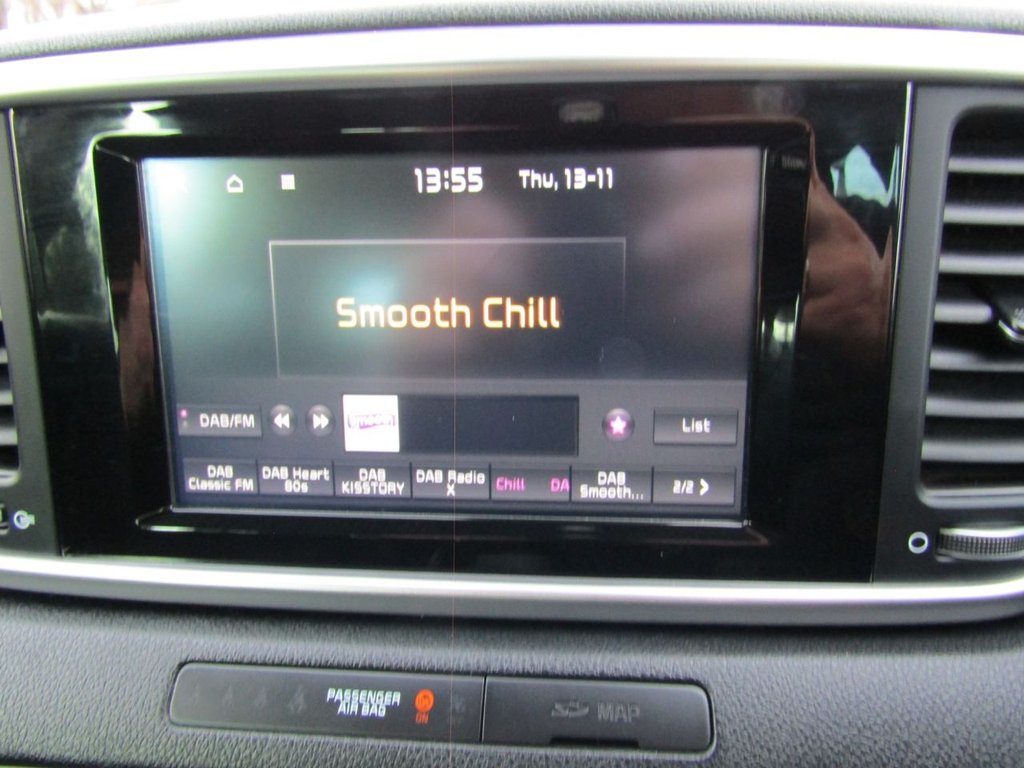 13:55 Thu, 13-11
Smooth Chill
DAB/FM
smooth
List
DAB
Classic FM
DAB Heart
80s
DAB
KISSTORY
DAB Radio
X
Chill DA
DAB
Smooth...
2/2 >
PASSENGER
AIR BAG
ON
MAP